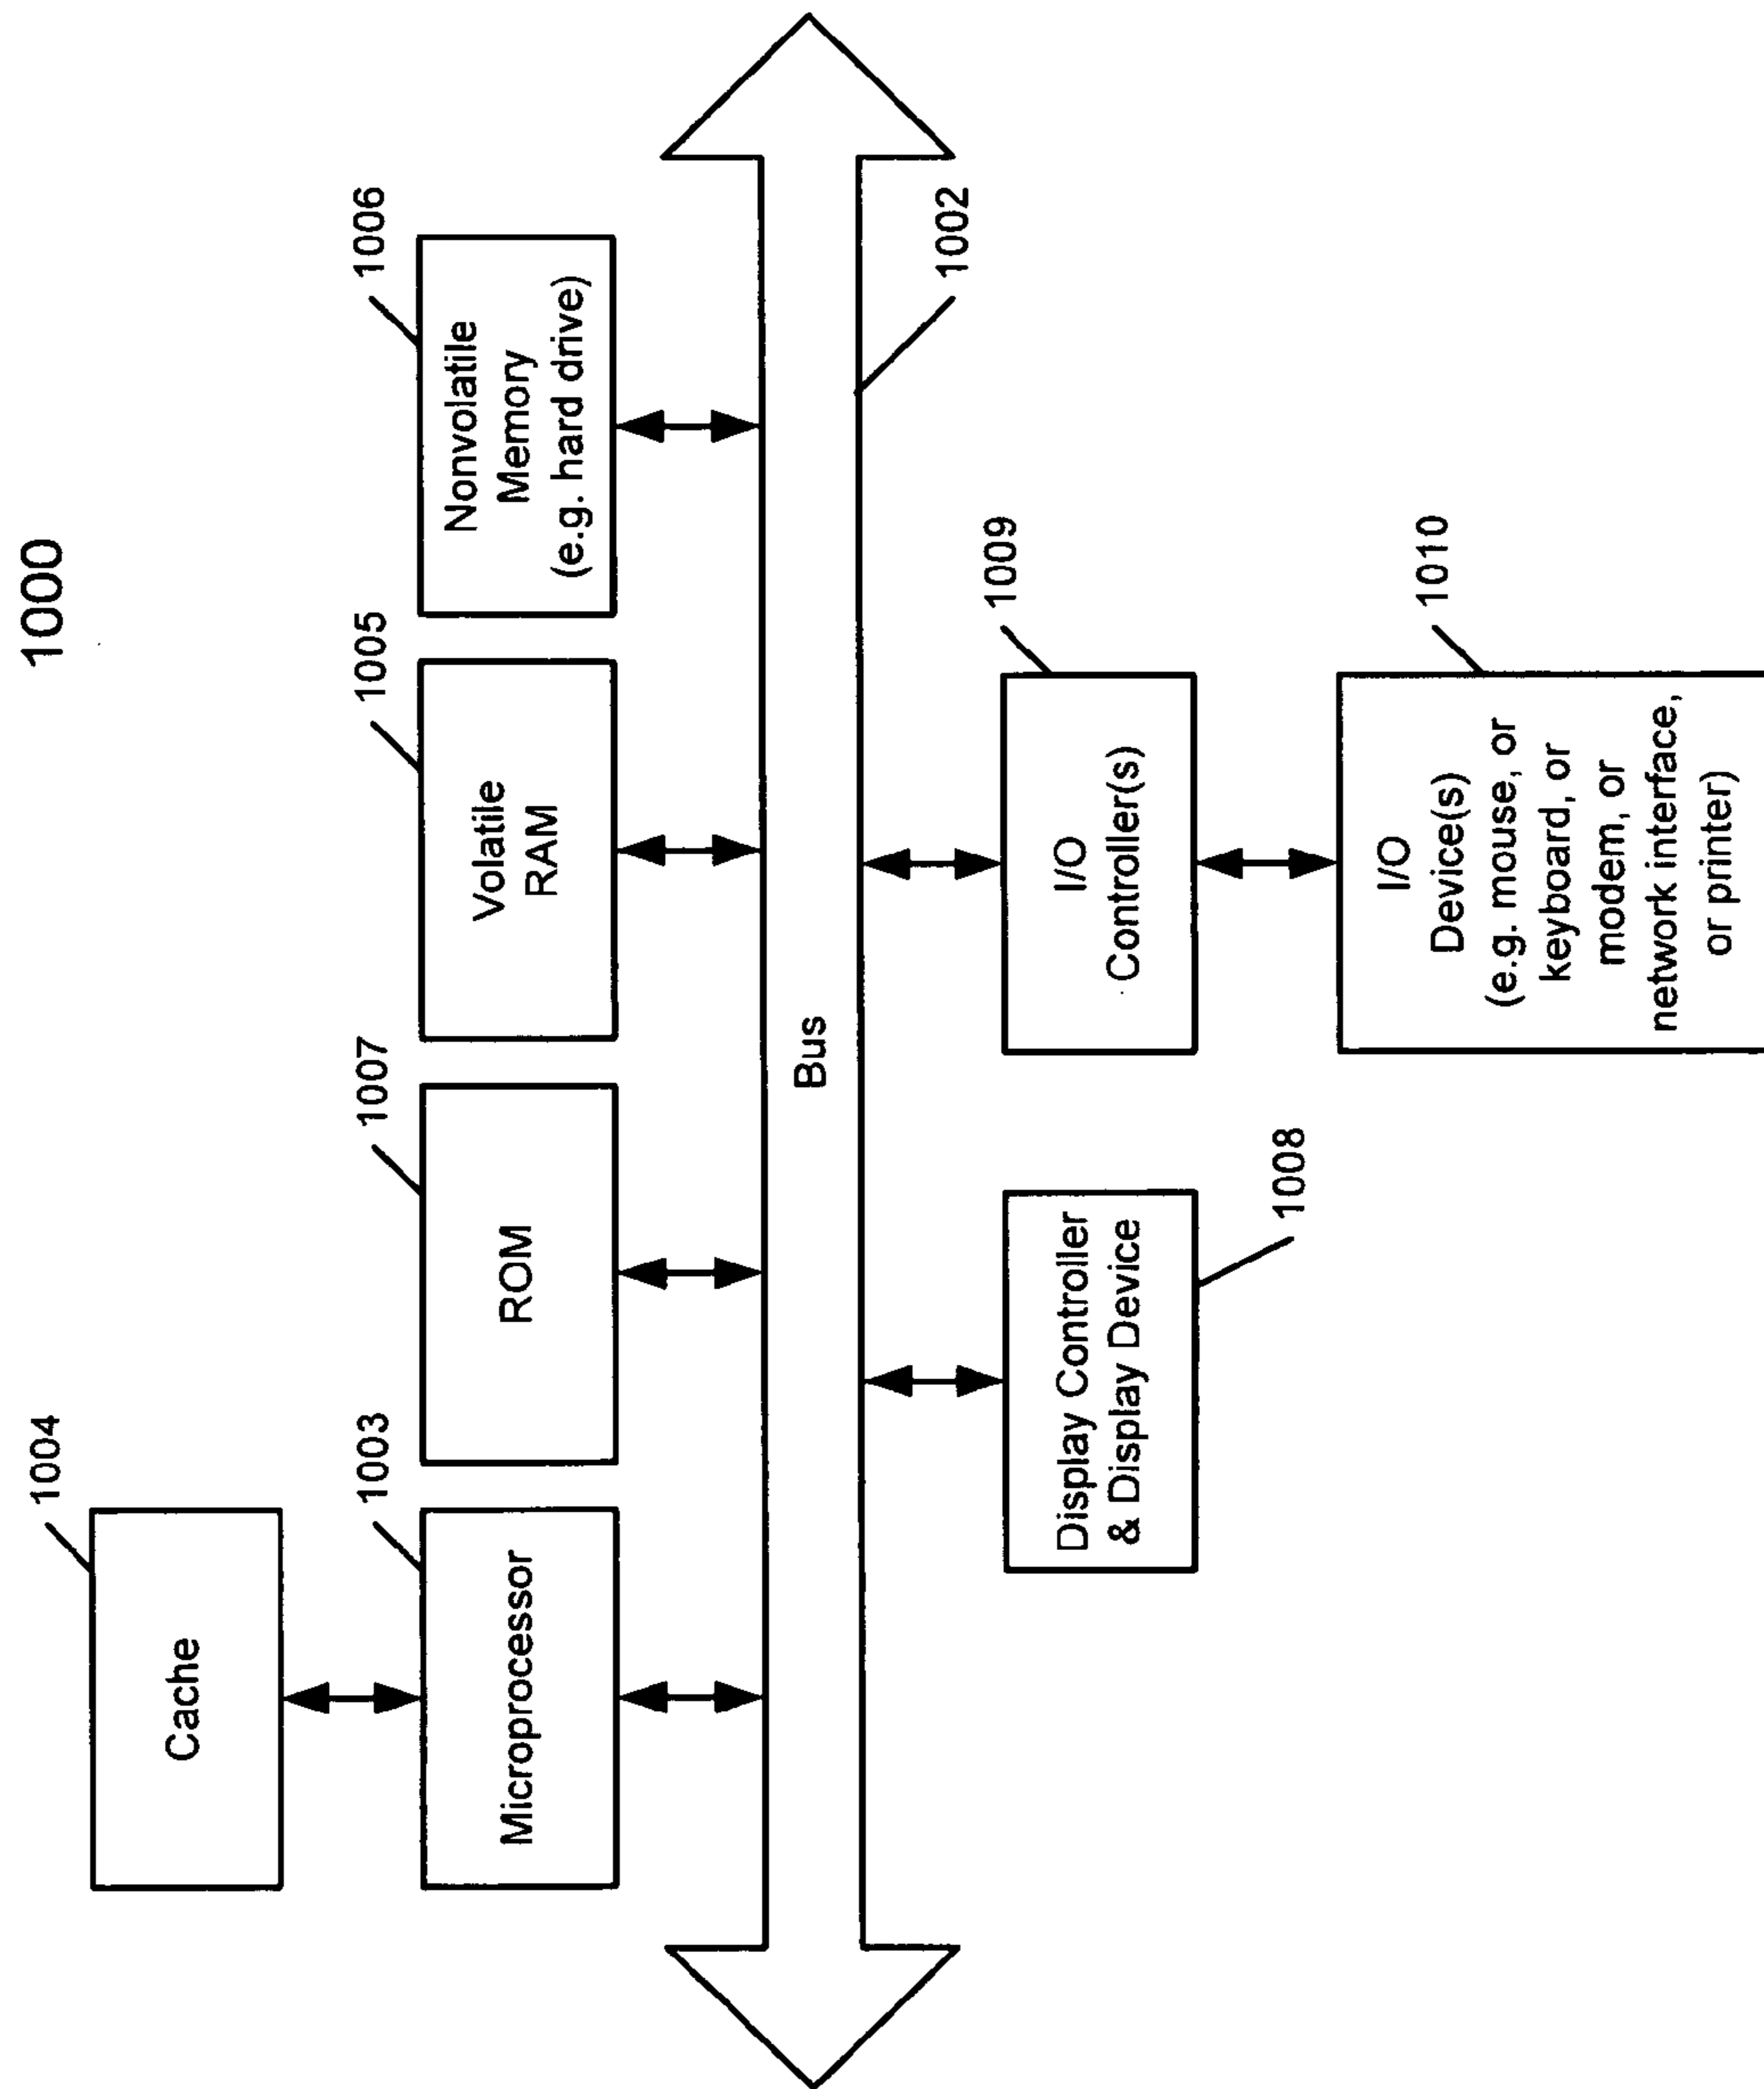 1000
1004
Cache
1003
Microprocessor
1007
ROM
1005
Volatile
RAM
1006
Nonvolatile
Memory
(e.g. hard drive)
Bus
1002
Display Controller
& Display Device
1008
I/O
Controller(s)
1009
I/O
Device(s)
(e.g. mouse, or
keyboard, or
modem, or
network interface,
or printer)
1010